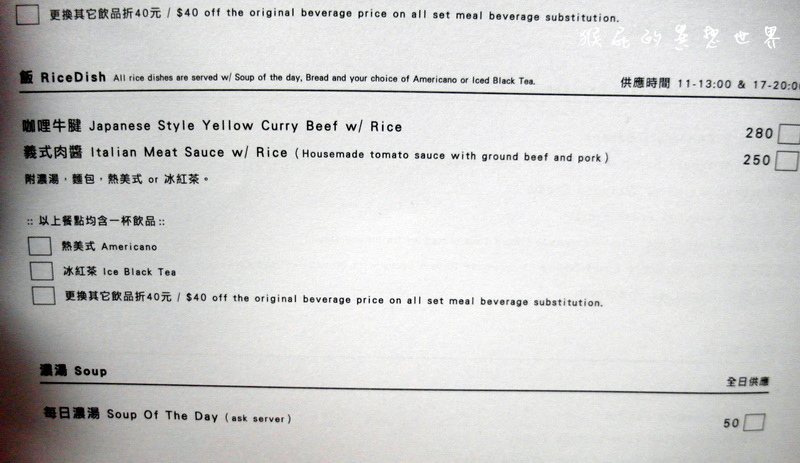 更換其它飲品折40元 / $40 off the original beverage price on all set meal beverage substitution.
猴屁的異想世界
飯 RiceDish All rice dishes are served w/ Soup of the day, Bread and your choice of Americano or Iced Black Tea. 供應時間 11-13:00 & 17-20:00
咖哩牛腱 Japanese Style Yellow Curry Beef w/ Rice 280
義式肉醬 Italian Meat Sauce w/ Rice (Housemade tomato sauce with ground beef and pork) 250
附濃湯，麵包，熱美式 or 冰紅茶。
:: 以上餐點均含一杯飲品 ::
熱美式 Americano
冰紅茶 Ice Black Tea
更換其它飲品折40元 / $40 off the original beverage price on all set meal beverage substitution.
濃湯 Soup 全日供應
每日濃湯 Soup Of The Day (ask server) 50